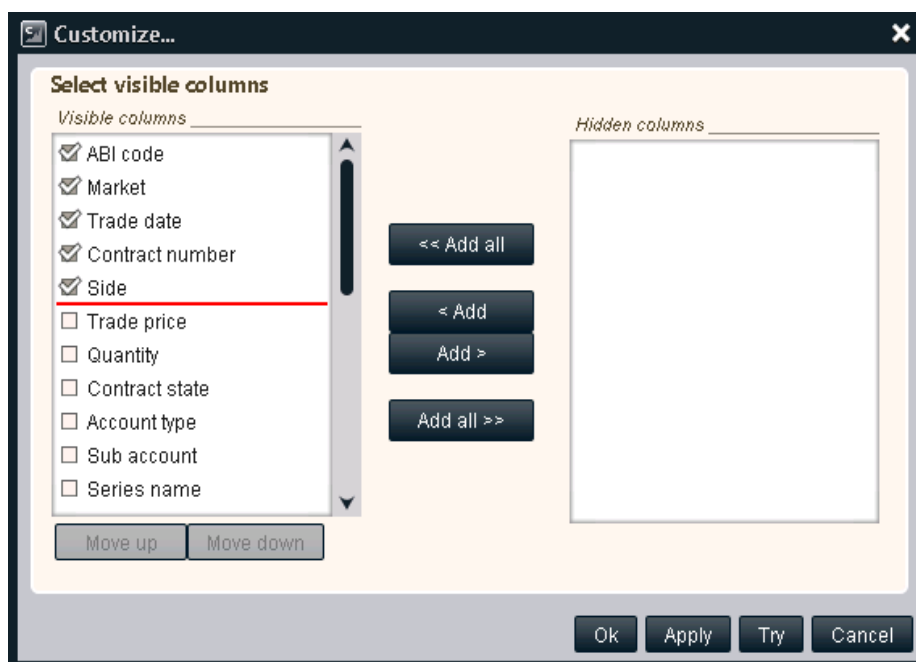 Customize...
Select visible columns
Visible columns
ABI code
Market
Trade date
Contract number
Side
Trade price
Quantity
Contract state
Account type
Sub account
Series name
Move up Move down
<< Add all
< Add
Add >
Add all >>
Hidden columns
Ok Apply Try Cancel